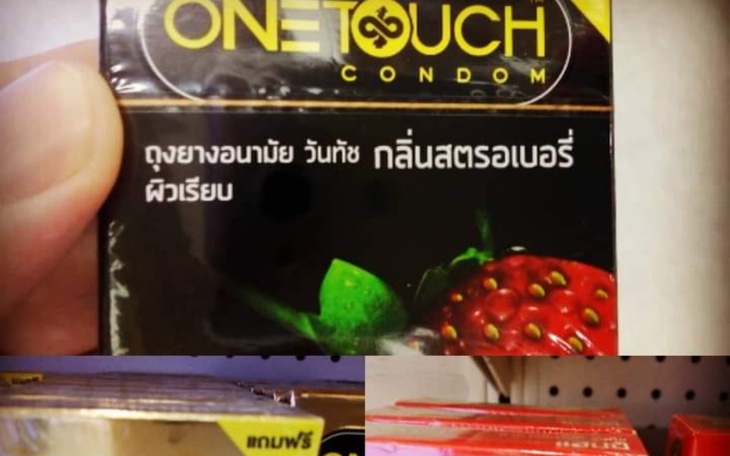 ONETOUCH
CONDOM
ถุงยางอนามัย วันทัช กลิ่นสตรอเบอรี่
ผิวเรียบ
แถมฟรี